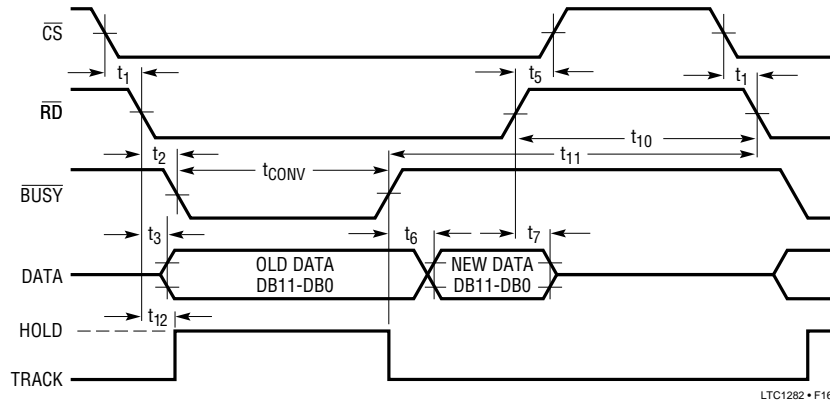 CS
t1
t5
t1
RD
t10
t2
tCONV
t11
BUSY
t3
t6
t7
DATA
OLD DATA
DB11-DB0
NEW DATA
DB11-DB0
t12
HOLD
TRACK
LTC1282 • F16